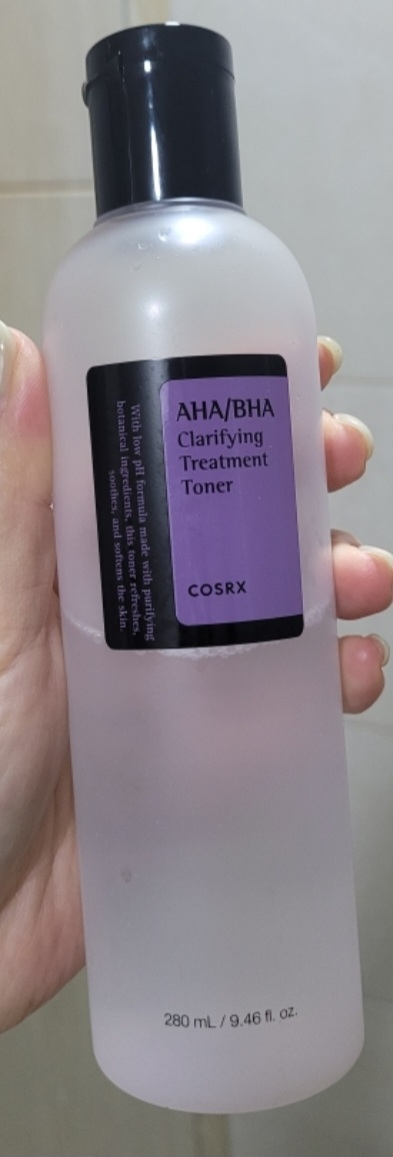 AHA/BHA
Clarifying
Treatment
Toner
COSRX
With low pH formula made with purifying
botanical ingredients, this toner refreshes,
soothes, and softens the skin.
280 mL / 9.46 fl. oz.